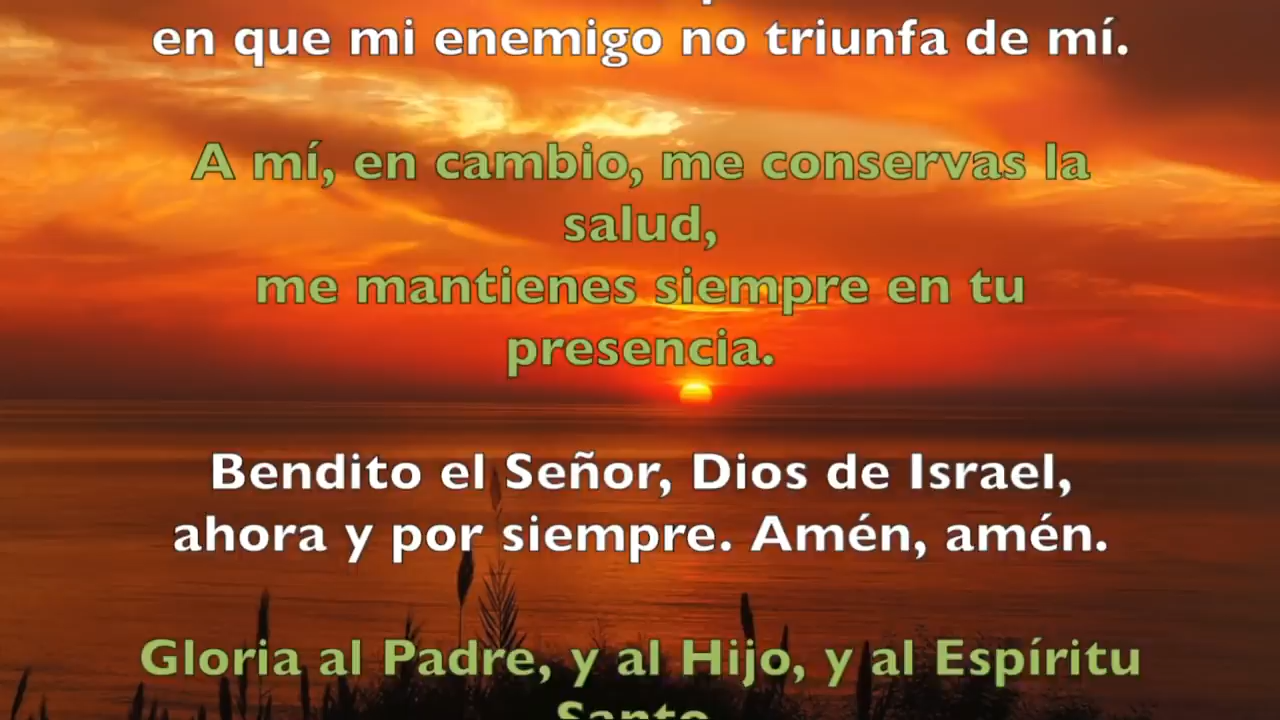 en que mi enemigo no triunfa de mí.
A mí, en cambio, me conservas la
salud,
me mantienes siempre en tu
presencia.
Bendito el Señor, Dios de Israel,
ahora y por siempre. Amén, amén.
Gloria al Padre, y al Hijo, y al Espíritu
Santo